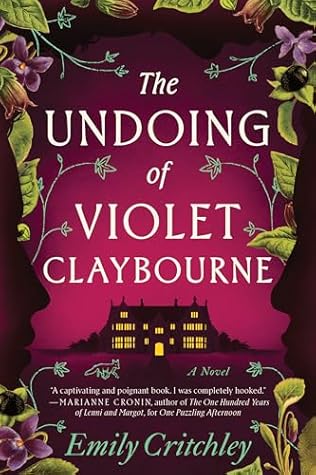 The
UNDOING
of
VIOLET
CLAYBOURNE
A Novel
"A captivating and poignant book. I was completely hooked."
—MARIANNE CRONIN, author of The One Hundred Years
of Lenni and Margot, for One Puzzling Afternoon
Emily Critchley